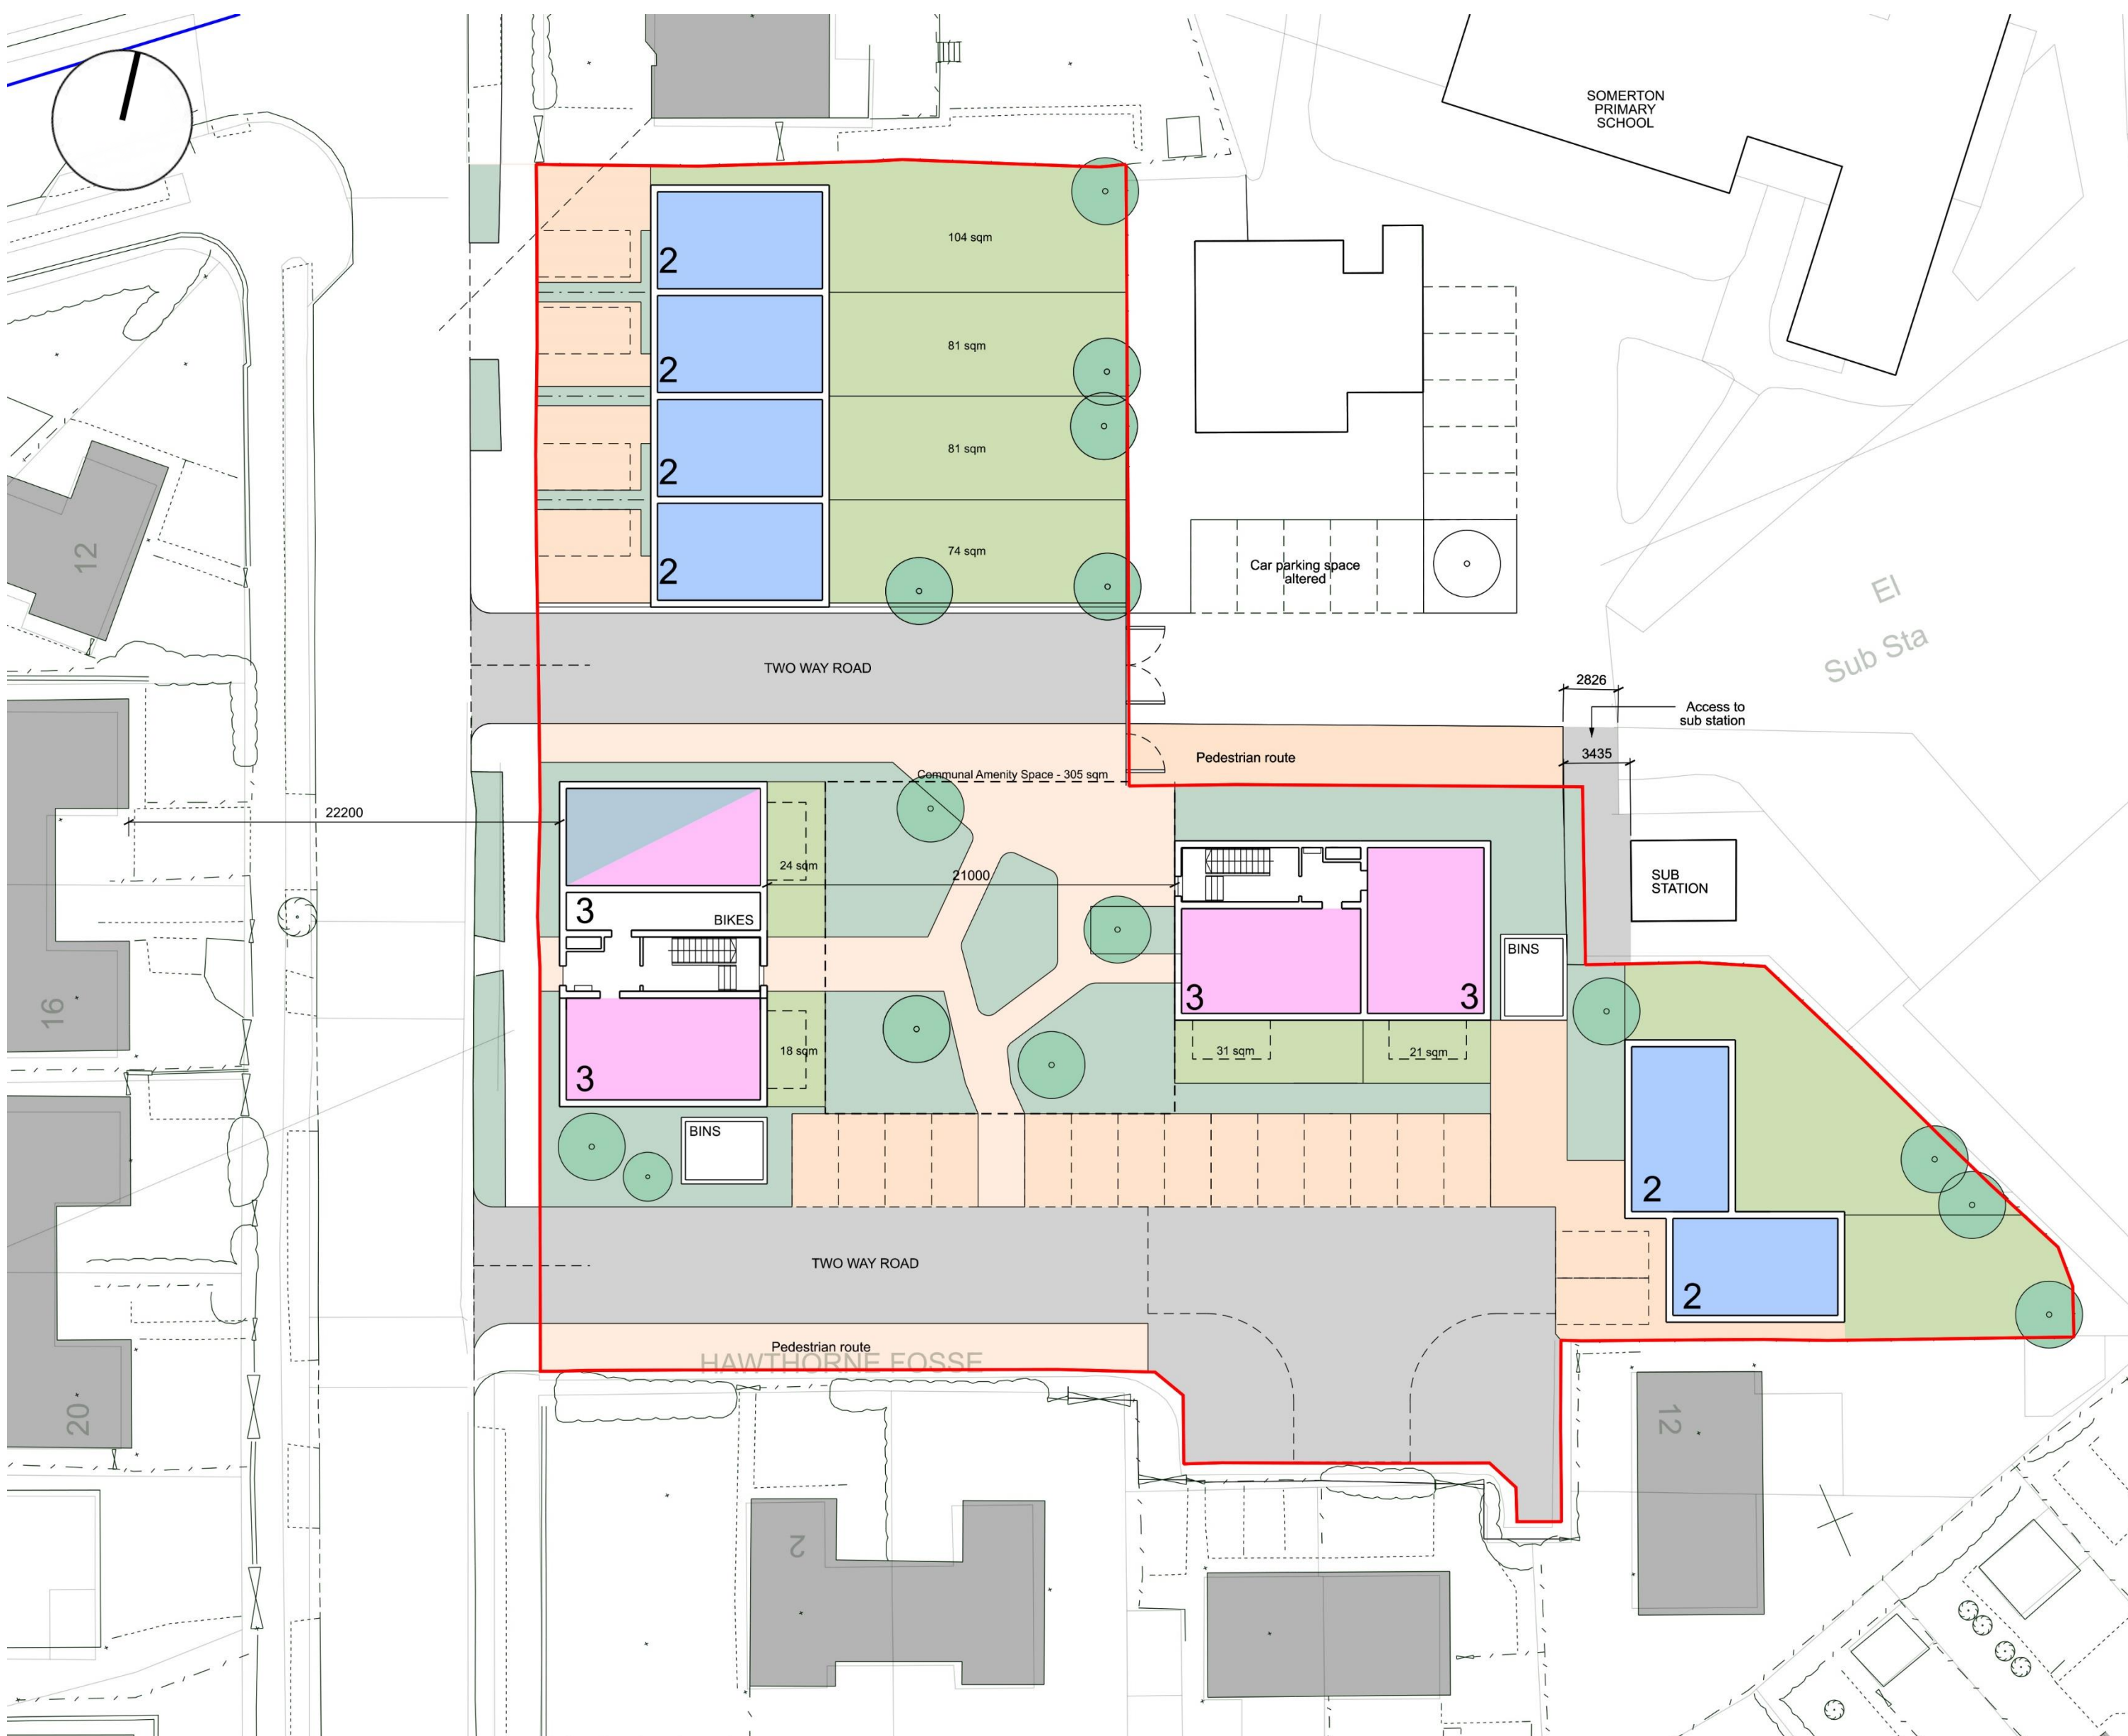 SOMERTON
PRIMARY
SCHOOL
2
104 sqm
2
81 sqm
2
81 sqm
2
74 sqm
12
Car parking space
altered
El
Sub Sta
TWO WAY ROAD
2826
Access to
sub station
3435
Pedestrian route
Communal Amenity Space - 305 sqm
22200
24 sqm
21000
SUB
STATION
3
BIKES
BINS
16
3
3
3
18 sqm
31 sqm
21 sqm
BINS
2
TWO WAY ROAD
2
Pedestrian route
HAWTHORNE FOSSE
20
12
2